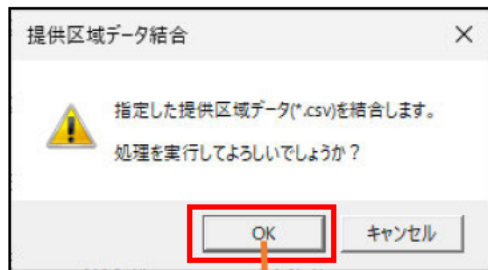 提供区域データ結合
指定した提供区域データ(*.csv)を結合します。
処理を実行してよろしいでしょうか？
OK
キャンセル